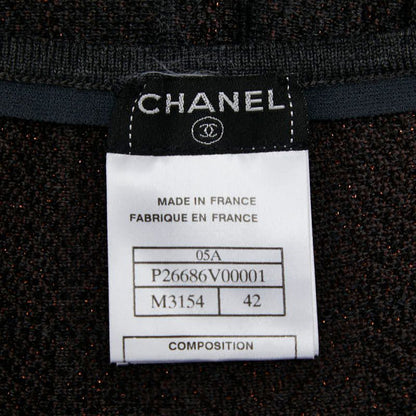 CHANEL
MADE IN FRANCE
FABRIQUE EN FRANCE
05A
P26686V00001
M3154 42
COMPOSITION